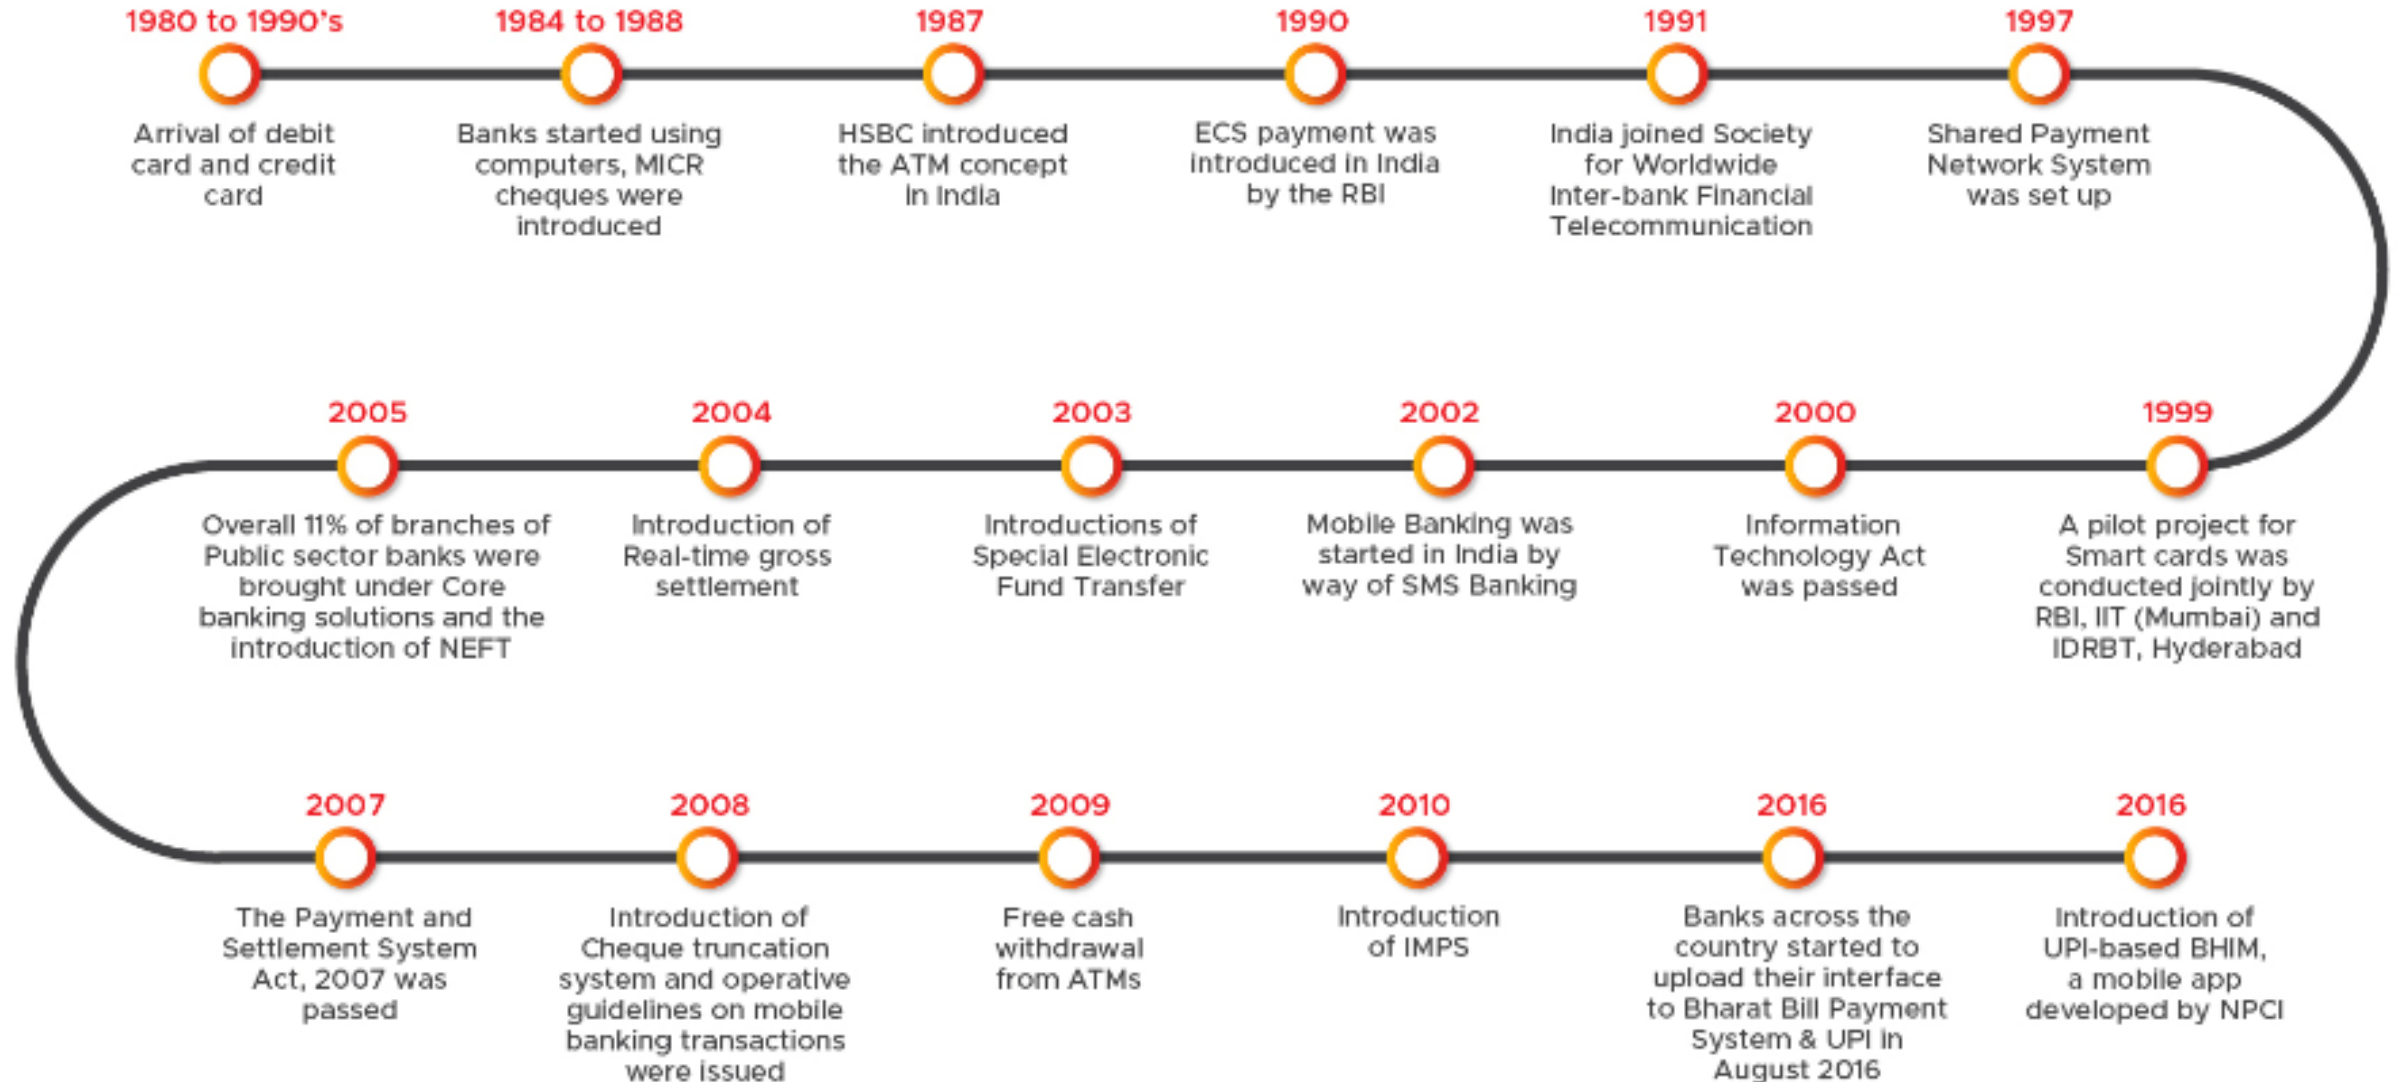 1980 to 1990's
Arrival of debit
card and credit
card
1984 to 1988
Banks started using
computers, MICR
cheques were
introduced
1987
HSBC introduced
the ATM concept
in India
1990
ECS payment was
introduced in India
by the RBI
1991
India joined Society
for Worldwide
Inter-bank Financial
Telecommunication
1997
Shared Payment
Network System
was set up
1999
A pilot project for
Smart cards was
conducted jointly by
RBI, IIT (Mumbai) and
IDRBT, Hyderabad
2000
Information
Technology Act
was passed
2002
Mobile Banking was
started in India by
way of SMS Banking
2003
Introductions of
Special Electronic
Fund Transfer
2004
Introduction of
Real-time gross
settlement
2005
Overall 11% of branches of
Public sector banks were
brought under Core
banking solutions and the
introduction of NEFT
2007
The Payment and
Settlement System
Act, 2007 was
passed
2008
Introduction of
Cheque truncation
system and operative
guidelines on mobile
banking transactions
were issued
2009
Free cash
withdrawal
from ATMs
2010
Introduction
of IMPS
2016
Banks across the
country started to
upload their interface
to Bharat Bill Payment
System & UPI in
August 2016
2016
Introduction of
UPI-based BHIM,
a mobile app
developed by NPCI